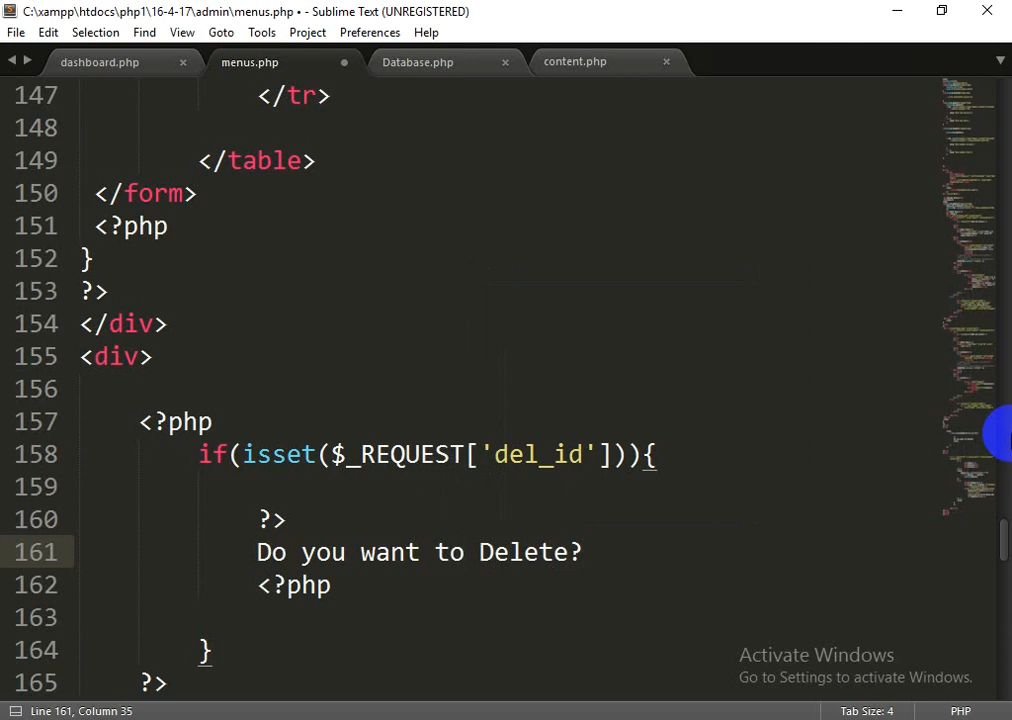 C:\xampp\htdocs\php1\16-4-17\admin\menus.php • - Sublime Text (UNREGISTERED)
File Edit Selection Find View Goto Tools Project Preferences Help
dashboard.php menus.php Database.php content.php
147 </tr>
148
149 </table>
150 </form>
151 <?php
152 }
153 ?>
154 </div>
155 <div>
156
157 <?php
158 if(isset($_REQUEST['del_id'])){
159
160 ?>
161 Do you want to Delete?
162 <?php
163
164 }
165 ?>
Activate Windows
Go to Settings to activate Windows.
Line 161, Column 35 Tab Size: 4 PHP